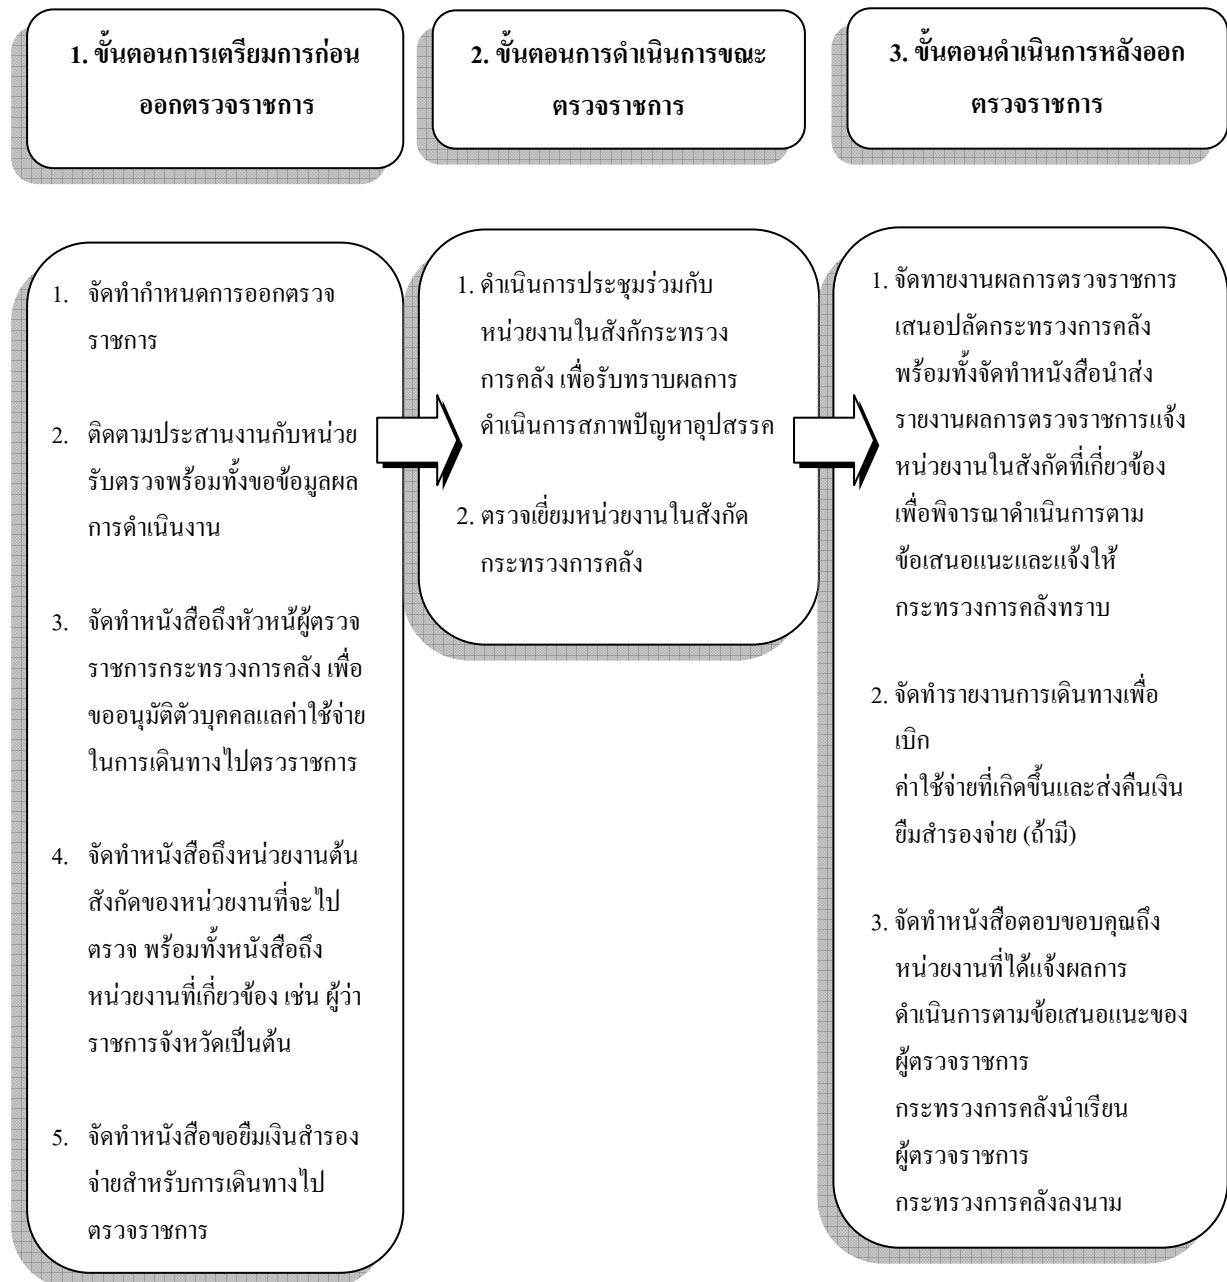 1. ขั้นตอนการเตรียมการก่อน
ออกตรวจราชการ
2. ขั้นตอนการดำเนินการขณะ
ตรวจราชการ
3. ขั้นตอนดำเนินการหลังออก
ตรวจราชการ
1. จัดทำกำหนดการออกตรวจ
ราชการ
2. ติดตามประสานงานกับหน่วย
รับตรวจพร้อมทั้งขอข้อมูลผล
การดำเนินงาน
3. จัดทำหนังสือถึงหัวหน้ผู้ตรวจ
ราชการกระทรวงการคลัง เพื่อ
ขออนุมัติตัวบุคคลแลค่าใช้จ่าย
ในการเดินทางไปตรวราชการ
4. จัดทำหนังสือถึงหน่วยงานต้น
สังกัดของหน่วยงานที่จะไป
ตรวจ พร้อมทั้งหนังสือถึง
หน่วยงานที่เกี่ยวข้อง เช่น ผู้ว่า
ราชการจังหวัดเป็นต้น
5. จัดทำหนังสือขอยืมเงินสำรอง
จ่ายสำหรับการเดินทางไป
ตรวจราชการ
1. ดำเนินการประชุมร่วมกับ
หน่วยงานในสังกักระทรวง
การคลัง เพื่อรับทราบผลการ
ดำเนินการสภาพปัญหาอุปสรรค
2. ตรวจเยี่ยมหน่วยงานในสังกัด
กระทรวงการคลัง
1. จัดทายงานผลการตรวจราชการ
เสนอปลัดกระทรวงการคลัง
พร้อมทั้งจัดทำหนังสือนำส่ง
รายงานผลการตรวจราชการแจ้ง
หน่วยงานในสังกัดที่เกี่ยวข้อง
เพื่อพิจารณาดำเนินการตาม
ข้อเสนอแนะและแจ้งให้
กระทรวงการคลังทราบ
2. จัดทำรายงานการเดินทางเพื่อ
เบิก
ค่าใช้จ่ายที่เกิดขึ้นและส่งคืนเงิน
ยืมสำรองจ่าย (ถ้ามี)
3. จัดทำหนังสือตอบขอบคุณถึง
หน่วยงานที่ได้แจ้งผลการ
ดำเนินการตามข้อเสนอแนะของ
ผู้ตรวจราชการ
กระทรวงการคลังนำเรียน
ผู้ตรวจราชการ
กระทรวงการคลังลงนาม